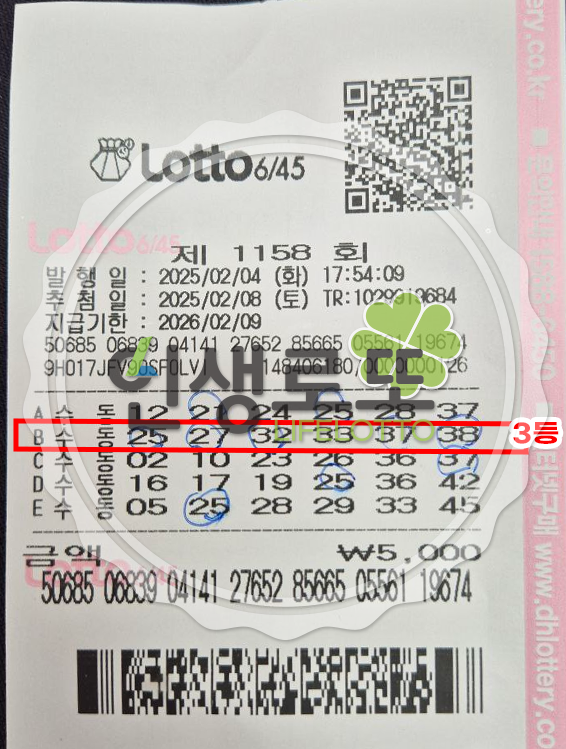 Lotto 6/45
Lotto 6/45
제 1158 회
발 행 일 : 2025/02/04 (화) 17:54:09
추 첨 일 : 2025/02/08 (토) TR:
지급기한 : 2026/02/09
50685 06839 04141 27652 85665 05561 19674
인생로또
LIFELOTTO
A 수 동 12 21 24 25 28 37
B 수 동 25 27 32 33 37 38
3등
C 수 동 02 10 23 26 36
D 수 동 16 17 19 25 36 42
E 수 동 05 25 28 29 33 45
금액 ₩5,000
50685 06839 04141 27652 85665 05561 19674
www.dhlottery.co.kr